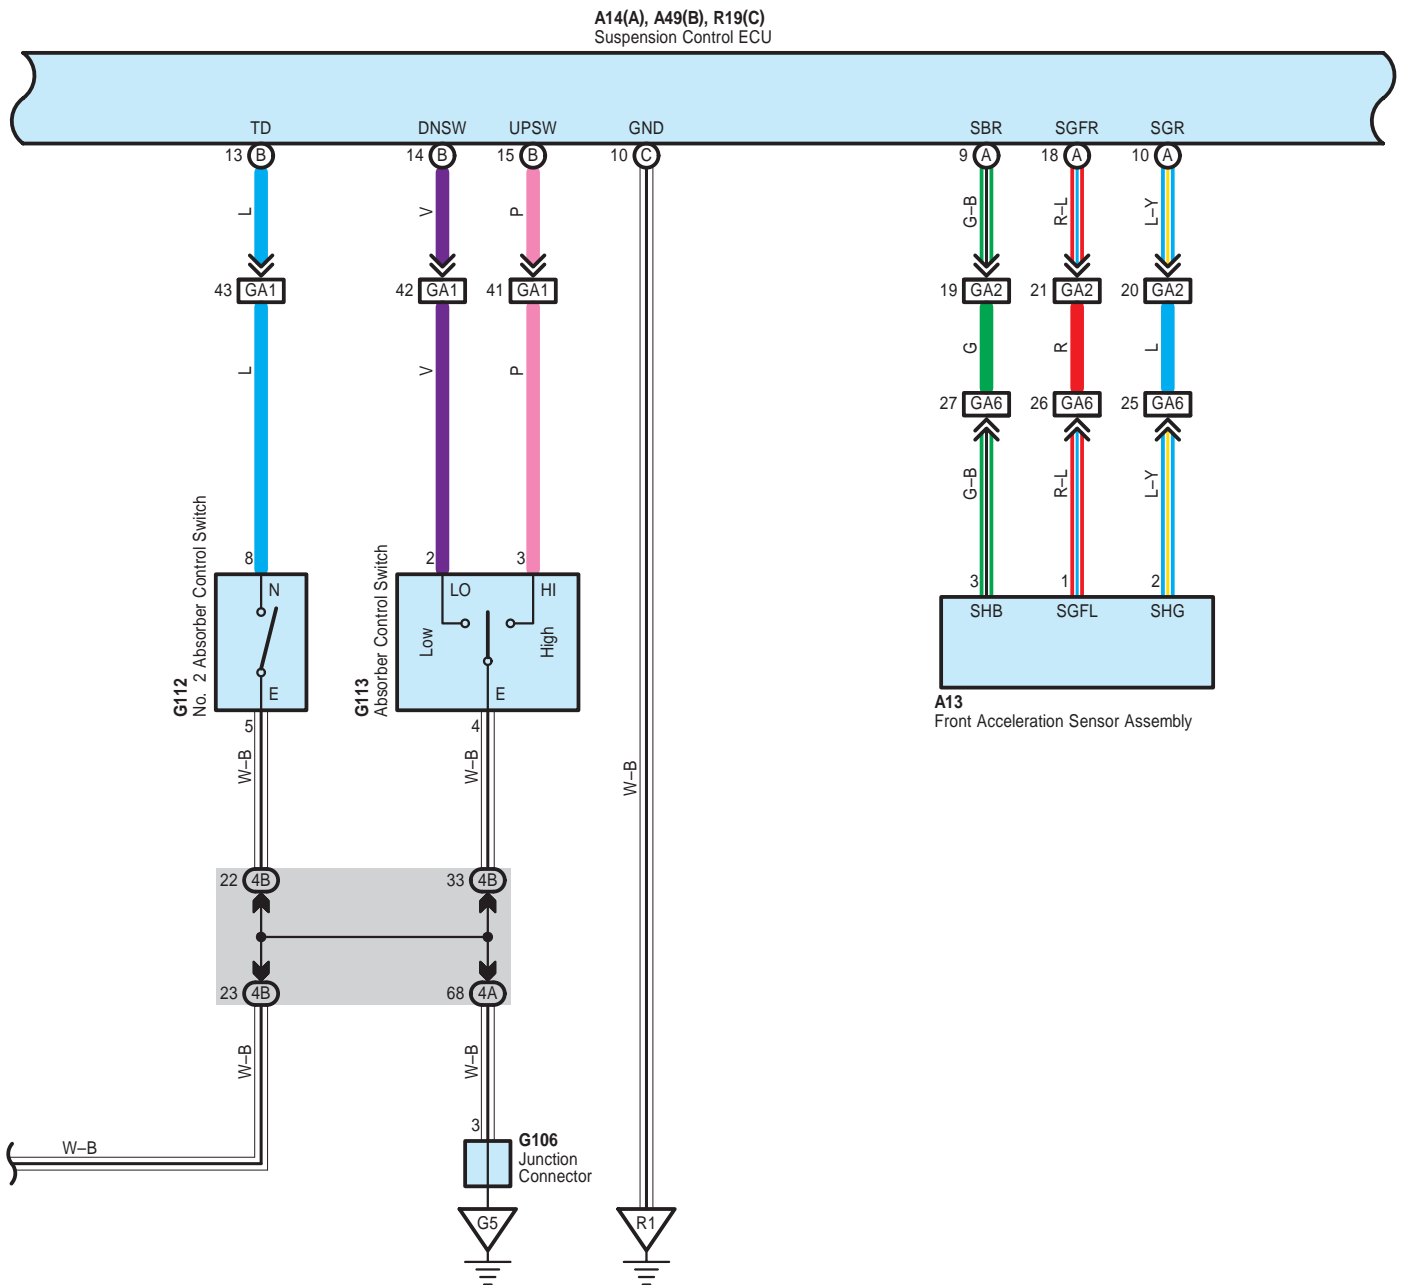 A14(A), A49(B), R19(C)
Suspension Control ECU
TD DNSW UPSW GND SBR SGFR SGR
13 B 14 B 15 B 10 C 9 A 18 A 10 A
L V P G–B R–L L–Y
43 GA1 42 GA1 41 GA1 19 GA2 21 GA2 20 GA2
L V P G R L
27 GA6 26 GA6 25 GA6
G–B R–L L–Y
8 2 3
N LO HI
3 1 2
SHB SGFL SHG
Low High
E E
G112
No. 2 Absorber Control Switch
G113
Absorber Control Switch
A13
Front Acceleration Sensor Assembly
5 4
W–B W–B W–B
22 4B 33 4B
23 4B 68 4A
W–B W–B
3
G106
Junction
Connector
W–B
G5 R1